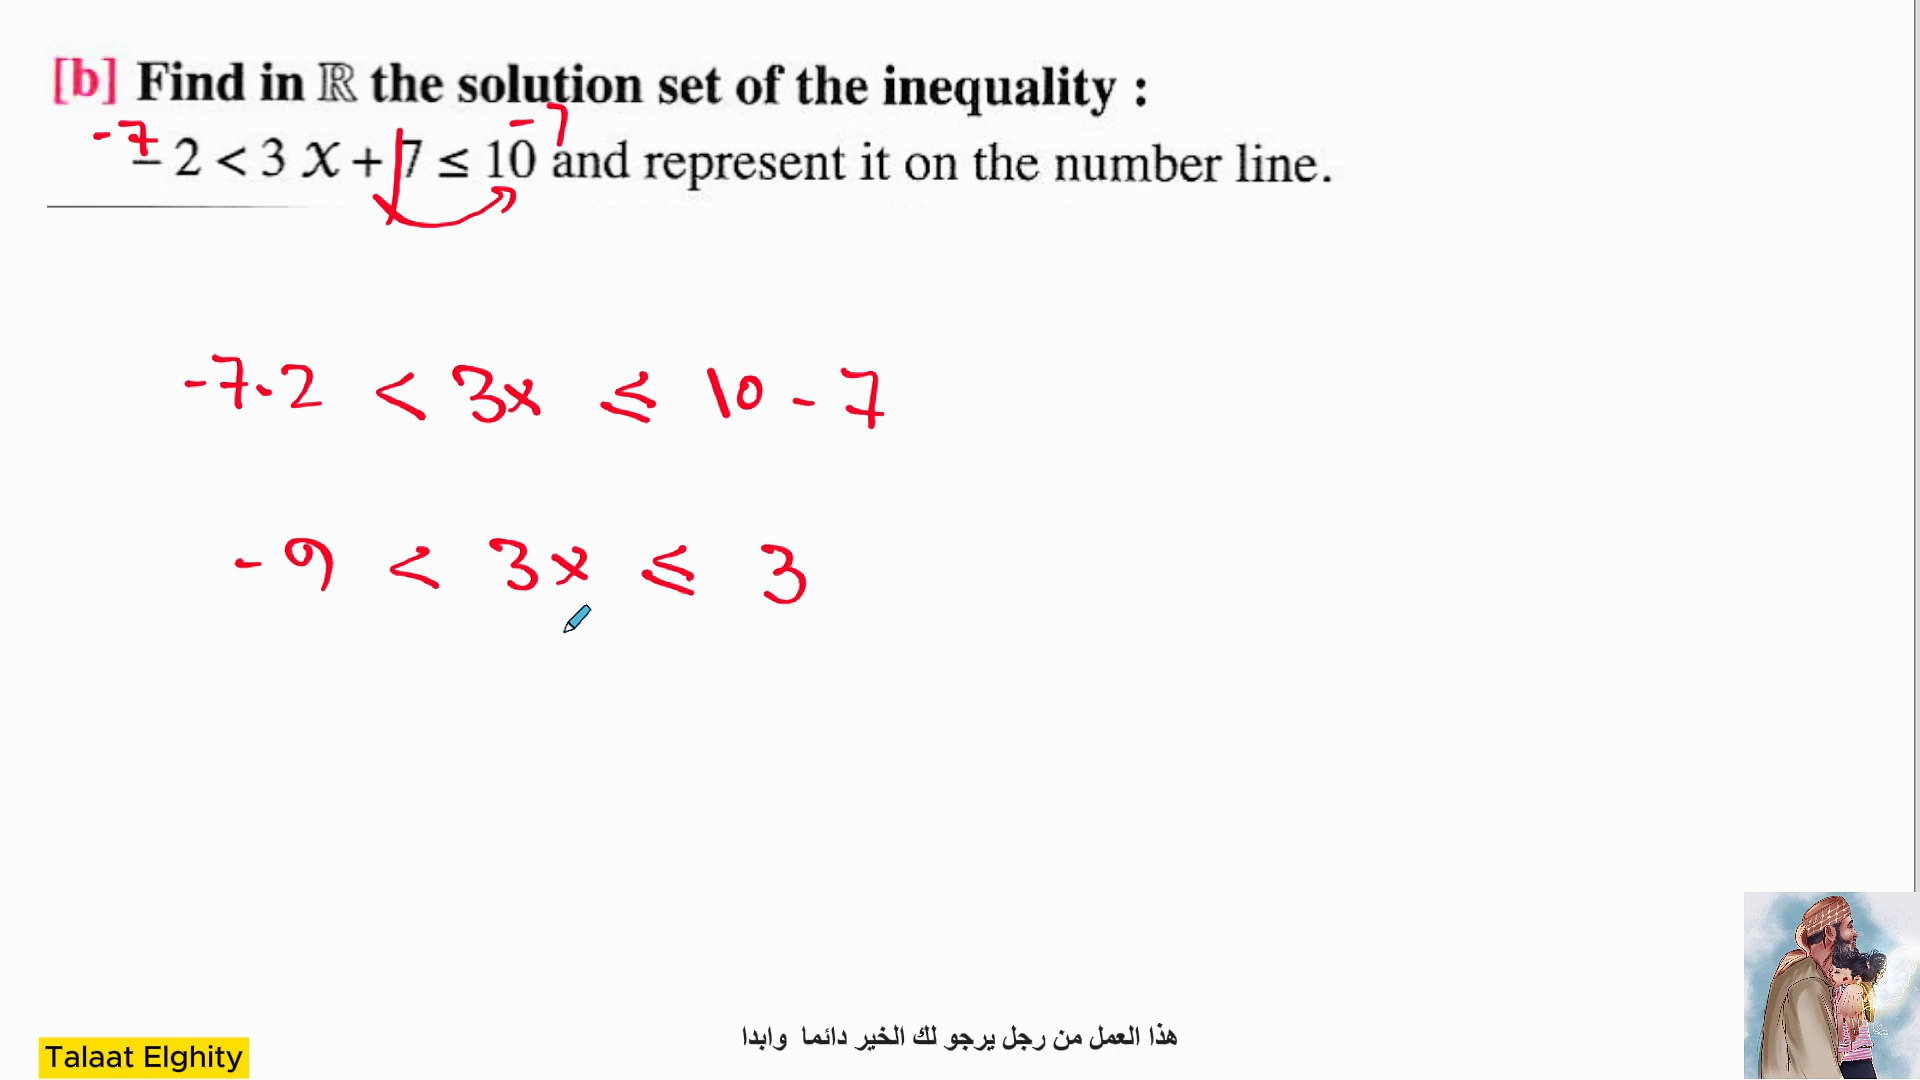 [b] Find in ℝ the solution set of the inequality :
-7 -7
– 2 < 3 X + 7 ≤ 10 and represent it on the number line.
-7-2 < 3x ≤ 10 - 7
-9 < 3x ≤ 3
هذا العمل من رجل يرجو لك الخير دائما وابدا
Talaat Elghity